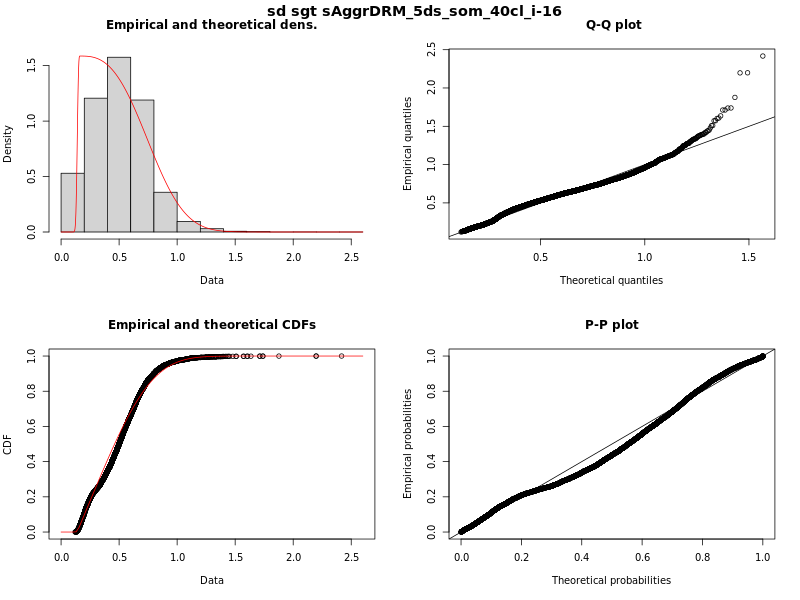 sd sgt sAggrDRM_5ds_som_40cl_i-16
Empirical and theoretical dens.
Density
0.0 0.5 1.0 1.5
0.0 0.5 1.0 1.5 2.0 2.5
Data
Q-Q plot
Empirical quantiles
0.5 1.0 1.5 2.0 2.5
0.5 1.0 1.5
Theoretical quantiles
Empirical and theoretical CDFs
CDF
0.0 0.2 0.4 0.6 0.8 1.0
0.0 0.5 1.0 1.5 2.0 2.5
Data
P-P plot
Empirical probabilities
0.0 0.2 0.4 0.6 0.8 1.0
0.0 0.2 0.4 0.6 0.8 1.0
Theoretical probabilities